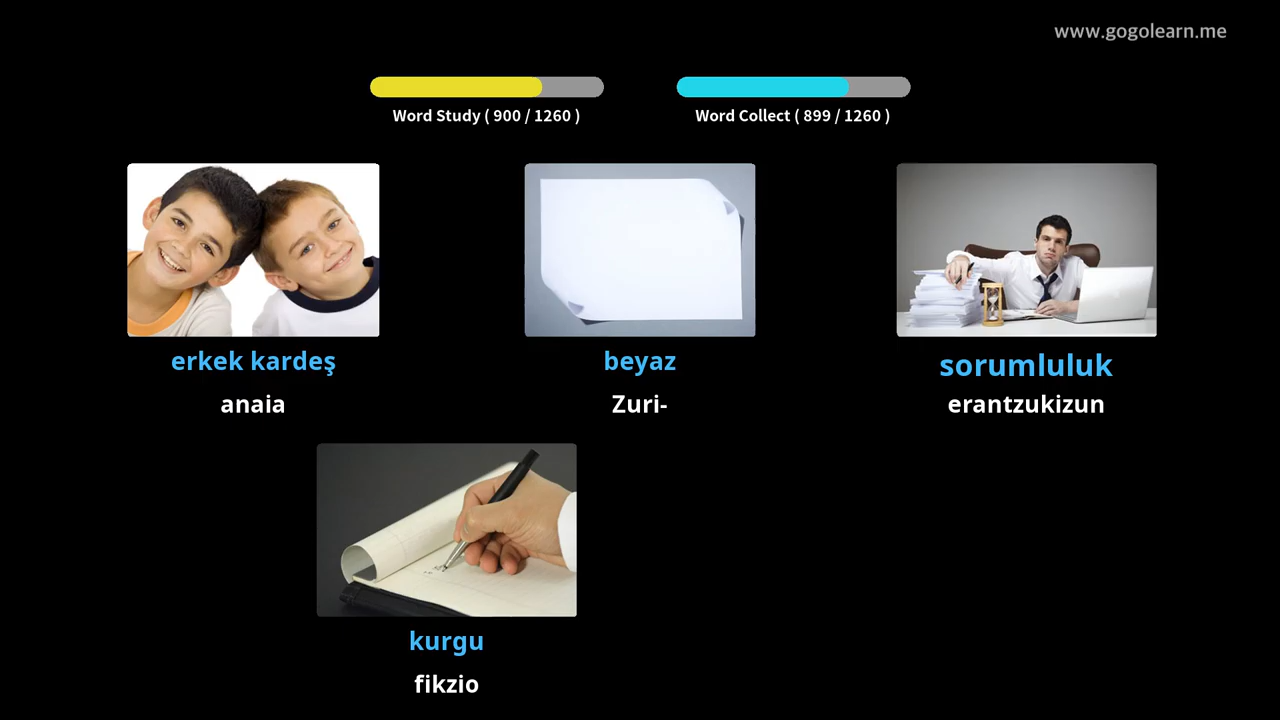 www.gogolearn.me
Word Study ( 900 / 1260 )
Word Collect ( 899 / 1260 )
erkek kardeş
anaia
beyaz
Zuri-
sorumluluk
erantzukizun
kurgu
fikzio